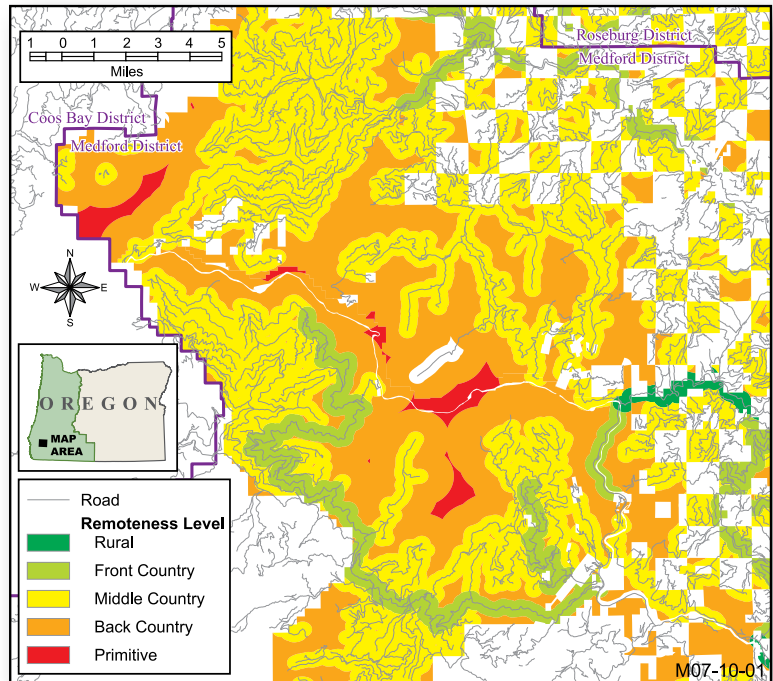 1 0 1 2 3 4 5
Miles
Roseburg District
Medford District
Coos Bay District
Medford District
N
W E
S
OREGON
MAP
AREA
Road
Remoteness Level
Rural
Front Country
Middle Country
Back Country
Primitive
M07-10-01